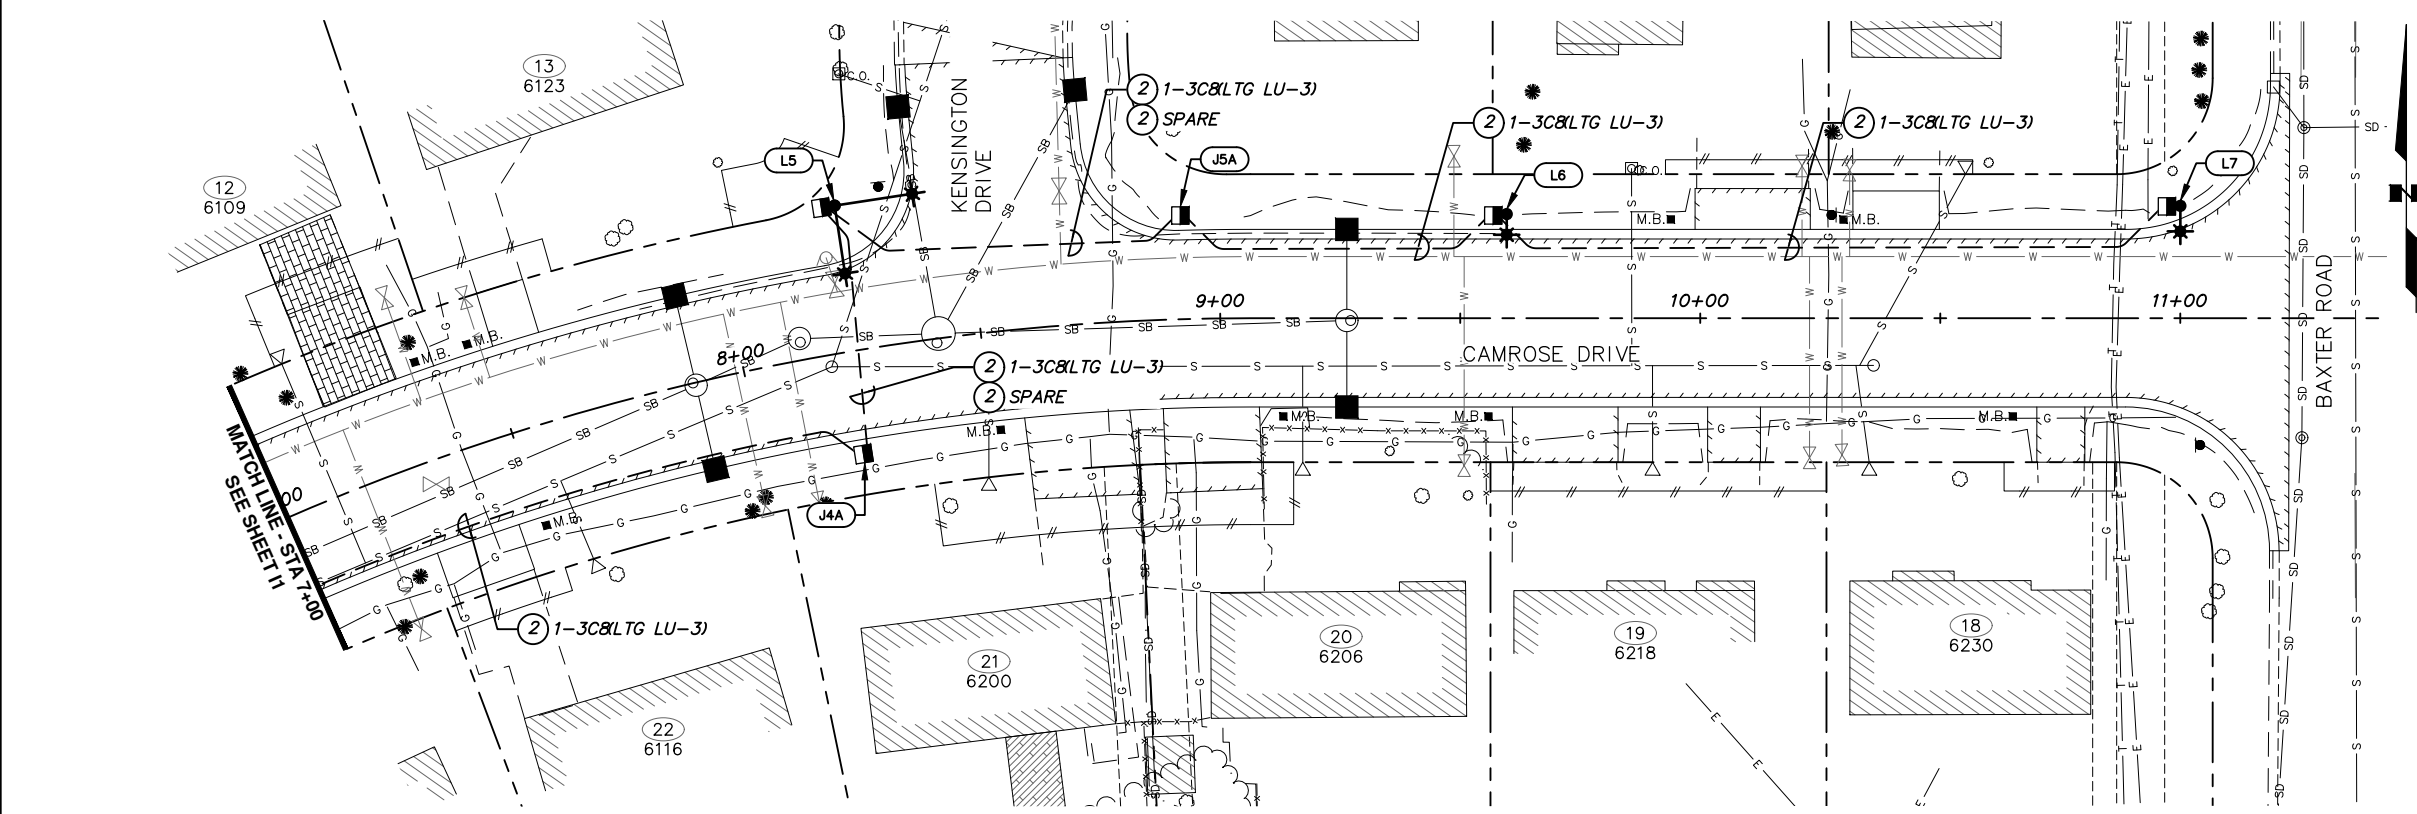 13
6123
12
6109
C.O.
L5
KENSINGTON
DRIVE
2 1-3C8(LTG LU-3)
2 SPARE
J5A
2 1-3C8(LTG LU-3)
L6
C.O.
M.B.
2 1-3C8(LTG LU-3)
M.B.
L7
SD
BAXTER ROAD
9+00
10+00
11+00
8+00
CAMROSE DRIVE
M.B.
M.B.
2 1-3C8(LTG LU-3)
2 SPARE
M.B.
M.B.
M.B.
M.B.
MATCH LINE - STA 7+00
SEE SHEET I1
00
M.B.
J4A
2 1-3C8(LTG LU-3)
22
6116
21
6200
20
6206
19
6218
18
6230